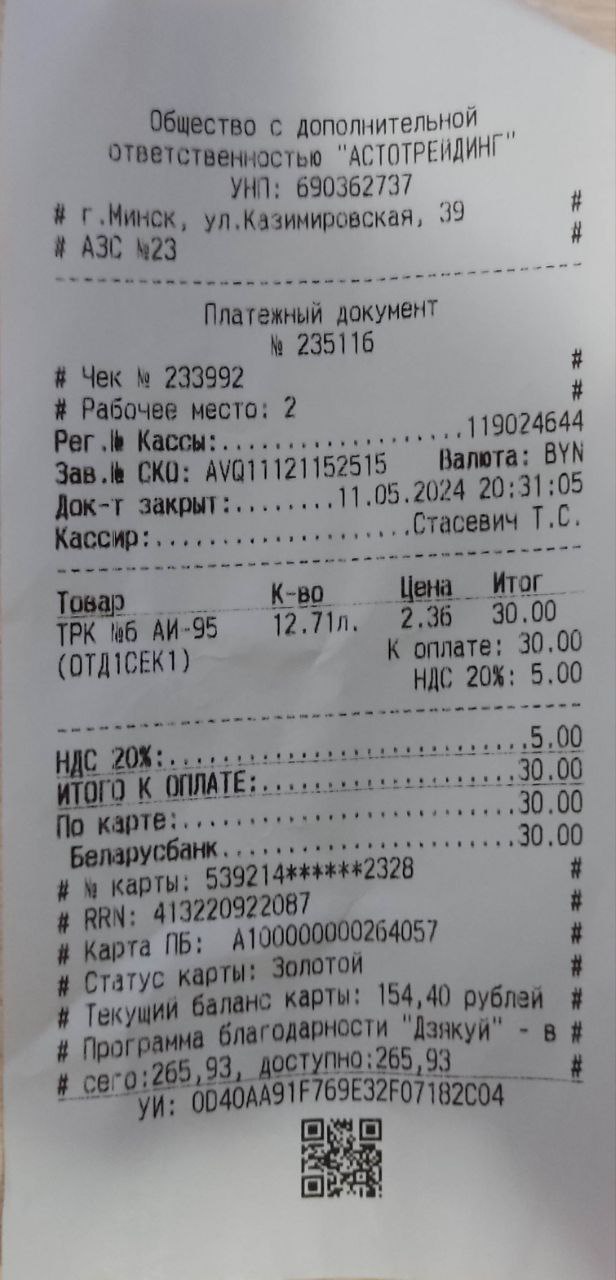 Общество с дополнительной
ответственностью "АСТОТРЕЙДИНГ"
УНП: 690362737
# г.Минск, ул.Казимировская, 39 #
# АЗС №23 #
Платежный документ
№ 235116
# Чек № 233992 #
# Рабочее место: 2 #
Рег.№ Кассы:...................119024644
Зав.№ СКО: AVQ11121152515 Валюта: BYN
Док-т закрыт:........11.05.2024 20:31:05
Кассир:....................Стасевич Т.С.
Товар К-во Цена Итог
ТРК №6 АИ-95 12.71л. 2.36 30.00
(ОТД1СЕК1) К оплате: 30.00
НДС 20%: 5.00
НДС 20%:............................5.00
ИТОГО К ОПЛАТЕ:....................30.00
По карте:..........................30.00
Беларусбанк.......................30.00
# № карты: 539214******2328 #
# RRN: 413220922087 #
# Карта ПБ: A100000000264057 #
# Статус карты: Золотой #
# Текущий баланс карты: 154,40 рублей #
# Программа благодарности "Дзякуй" - в #
# сего:265,93, доступно:265,93 #
УИ: 0D40AA91F769E32F07182C04